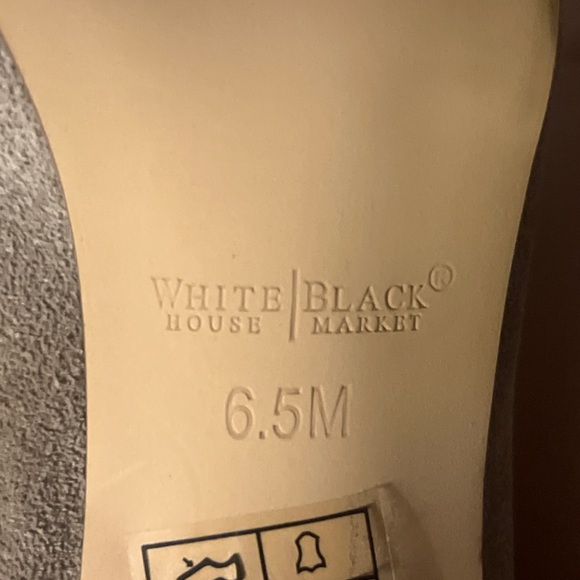 WHITE | BLACK®
HOUSE | MARKET
6.5M